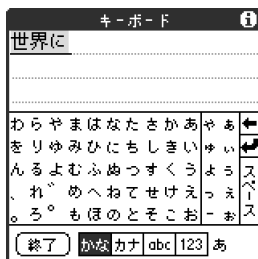 キーボード
世界に
わらやまはなたさかあゃぁ
をりゆみひにちしきいゅぃ
んるよむふぬつすくうょぅ
、れ゛めへねてせけえっぇ
。ろ゜もほのとそこお-ぉ
スペース
終了 かな カナ abc 123 あ